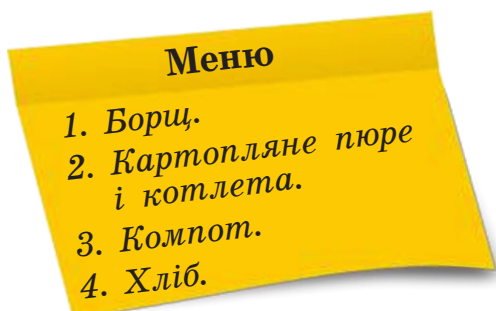 Меню
1. Борщ.
2. Картопляне пюре
і котлета.
3. Компот.
4. Хліб.